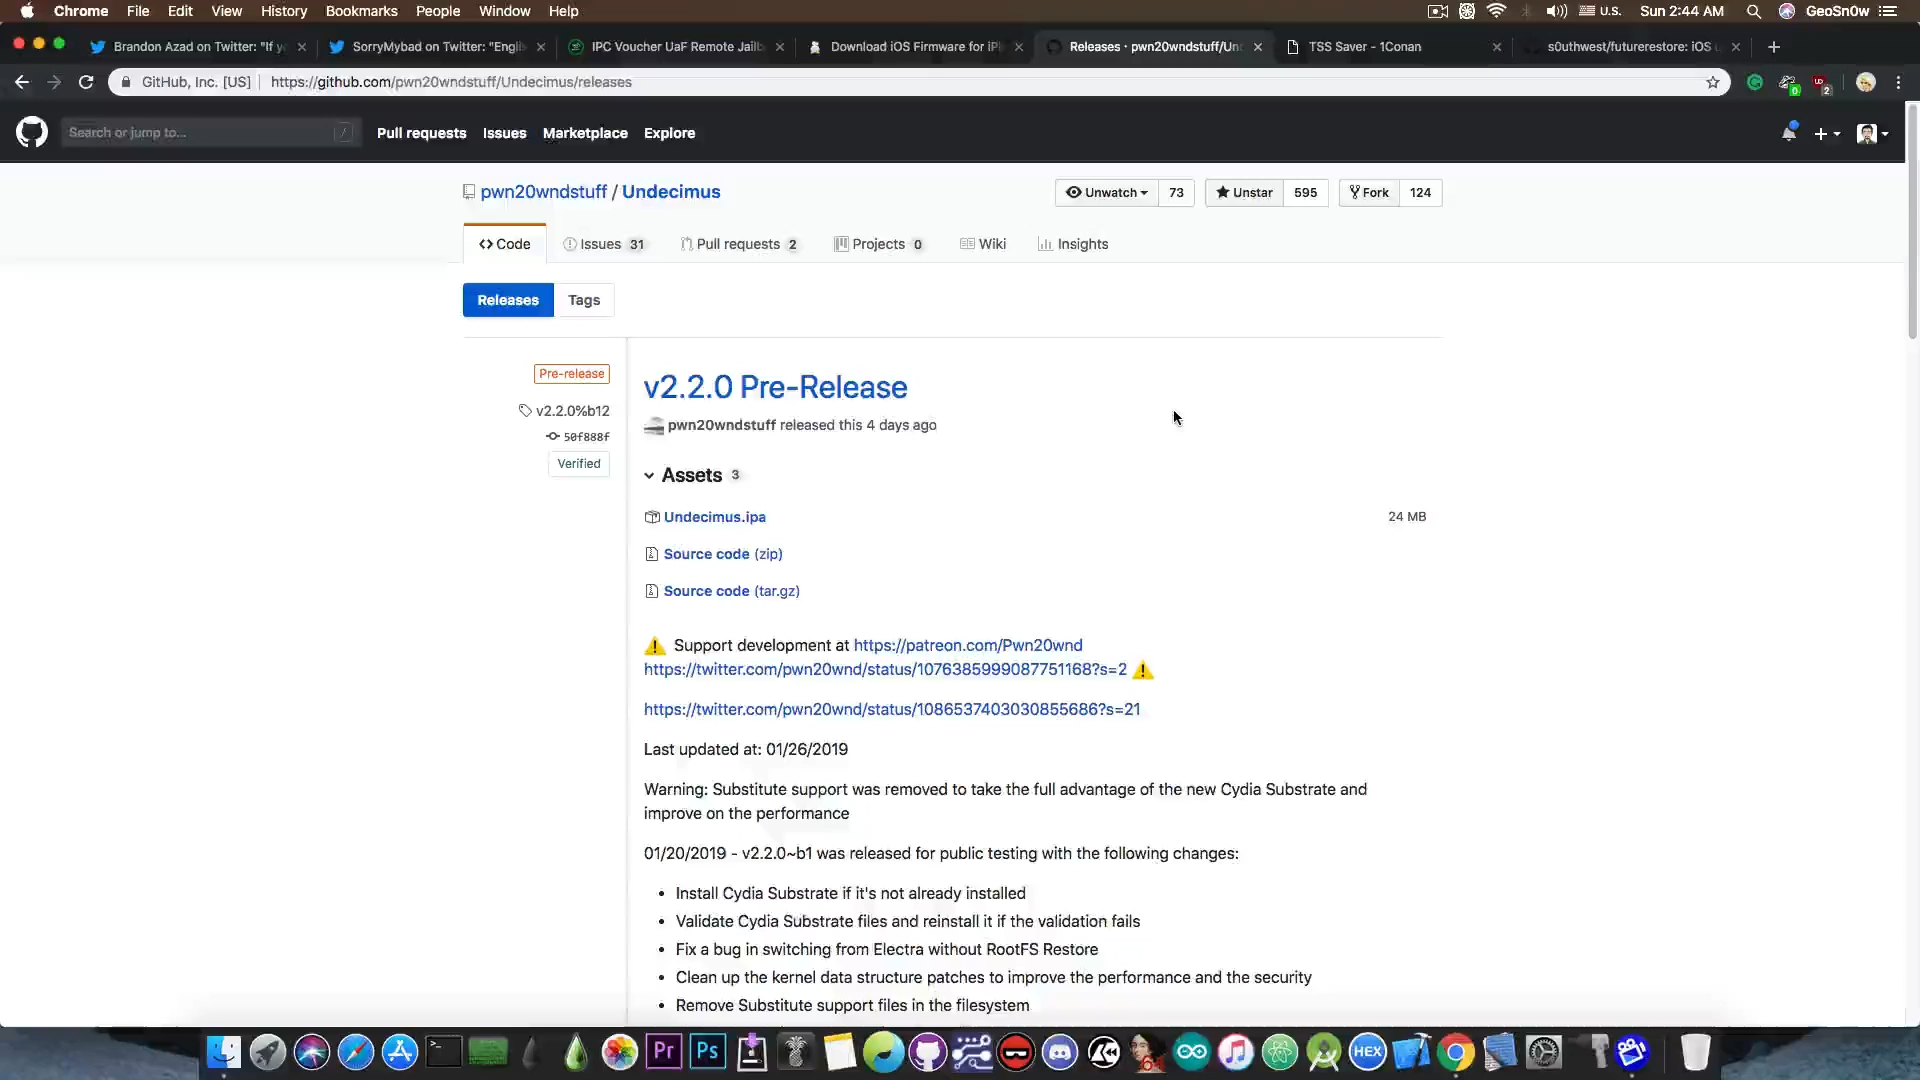 Chrome File Edit View History Bookmarks People Window Help U.S. Sun 2:44 AM GeoSn0w
Brandon Azad on Twitter: "If y SorryMybad on Twitter: "Englis IPC Voucher UaF Remote Jailb Download iOS Firmware for iPh Releases · pwn20wndstuff/Und TSS Saver - 1Conan s0uthwest/futurerestore: iOS u
GitHub, Inc. [US] https://github.com/pwn20wndstuff/Undecimus/releases 0 2
Search or jump to... / Pull requests Issues Marketplace Explore
pwn20wndstuff / Undecimus Unwatch 73 Unstar 595 Fork 124
Code Issues 31 Pull requests 2 Projects 0 Wiki Insights
Releases Tags
Pre-release
v2.2.0%b12
50f888f
Verified
v2.2.0 Pre-Release
pwn20wndstuff released this 4 days ago
Assets 3
Undecimus.ipa 24 MB
Source code (zip)
Source code (tar.gz)
Support development at https://patreon.com/Pwn20wnd
https://twitter.com/pwn20wnd/status/1076385999087751168?s=2
https://twitter.com/pwn20wnd/status/1086537403030855686?s=21
Last updated at: 01/26/2019
Warning: Substitute support was removed to take the full advantage of the new Cydia Substrate and
improve on the performance
01/20/2019 - v2.2.0~b1 was released for public testing with the following changes:
• Install Cydia Substrate if it's not already installed
• Validate Cydia Substrate files and reinstall it if the validation fails
• Fix a bug in switching from Electra without RootFS Restore
• Clean up the kernel data structure patches to improve the performance and the security
• Remove Substitute support files in the filesystem
Pr Ps HEX